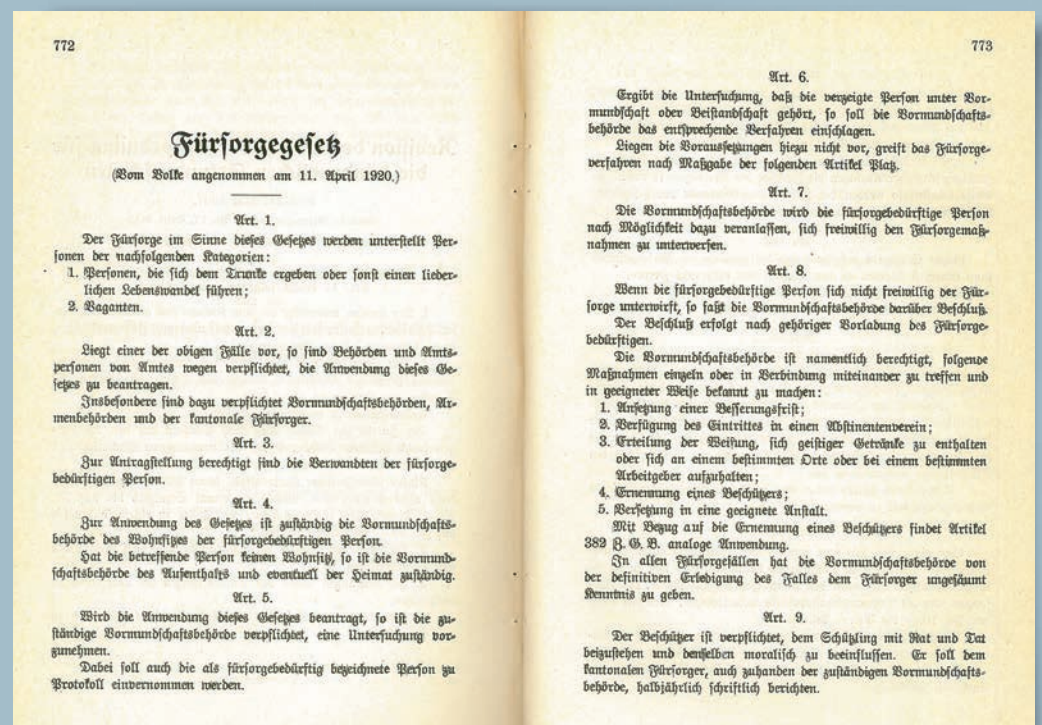 772
Fürsorgegesetz
(Vom Volke angenommen am 11. April 1920.)
Art. 1.
Der Fürsorge im Sinne dieses Gesetzes werden unterstellt Per-
sonen der nachfolgenden Kategorien:
1. Personen, die sich dem Trunke ergeben oder sonst einen lieder-
lichen Lebenswandel führen;
2. Vaganten.
Art. 2.
Liegt einer der obigen Fälle vor, so sind Behörden und Amts-
personen von Amtes wegen verpflichtet, die Anwendung dieses Ge-
setzes zu beantragen.
Insbesondere sind dazu verpflichtet Vormundschaftsbehörden, Ar-
menbehörden und der kantonale Fürsorger.
Art. 3.
Zur Antragstellung berechtigt sind die Verwandten der fürsorge-
bedürftigen Person.
Art. 4.
Zur Anwendung des Gesetzes ist zuständig die Vormundschafts-
behörde des Wohnsitzes der fürsorgebedürftigen Person.
Hat die betreffende Person keinen Wohnsitz, so ist die Vormund-
schaftsbehörde des Aufenthalts und eventuell der Heimat zuständig.
Art. 5.
Wird die Anwendung dieses Gesetzes beantragt, so ist die zu-
ständige Vormundschaftsbehörde verpflichtet, eine Untersuchung vor-
zunehmen.
Dabei soll auch die als fürsorgebedürftig bezeichnete Person zu
Protokoll einvernommen werden.
773
Art. 6.
Ergibt die Untersuchung, daß die verzeigte Person unter Vor-
mundschaft oder Beistandschaft gehört, so soll die Vormundschafts-
behörde das entsprechende Verfahren einschlagen.
Liegen die Voraussetzungen hiezu nicht vor, greift das Fürsorge-
verfahren nach Maßgabe der folgenden Artikel Platz.
Art. 7.
Die Vormundschaftsbehörde wird die fürsorgebedürftige Person
nach Möglichkeit dazu veranlassen, sich freiwillig den Fürsorgemaß-
nahmen zu unterwerfen.
Art. 8.
Wenn die fürsorgebedürftige Person sich nicht freiwillig der Für-
sorge unterwirft, so faßt die Vormundschaftsbehörde darüber Beschluß.
Der Beschluß erfolgt nach gehöriger Vorladung des Fürsorge-
bedürftigen.
Die Vormundschaftsbehörde ist namentlich berechtigt, folgende
Maßnahmen einzeln oder in Verbindung miteinander zu treffen und
in geeigneter Weise bekannt zu machen:
1. Ansetzung einer Besserungsfrist;
2. Verfügung des Eintrittes in einen Abstinentenverein;
3. Erteilung der Weisung, sich geistiger Getränke zu enthalten
oder sich an einem bestimmten Orte oder bei einem bestimmten
Arbeitgeber aufzuhalten;
4. Ernennung eines Beschützers;
5. Versetzung in eine geeignete Anstalt.
Mit Bezug auf die Ernennung eines Beschützers findet Artikel
382 Z. G. B. analoge Anwendung.
In allen Fürsorgefällen hat die Vormundschaftsbehörde von
der definitiven Erledigung des Falles dem Fürsorger ungesäumt
Kenntnis zu geben.
Art. 9.
Der Beschützer ist verpflichtet, dem Schützling mit Rat und Tat
beizustehen und denselben moralisch zu beeinflussen. Er soll dem
kantonalen Fürsorger, auch zuhanden der zuständigen Vormundschafts-
behörde, halbjährlich schriftlich berichten.